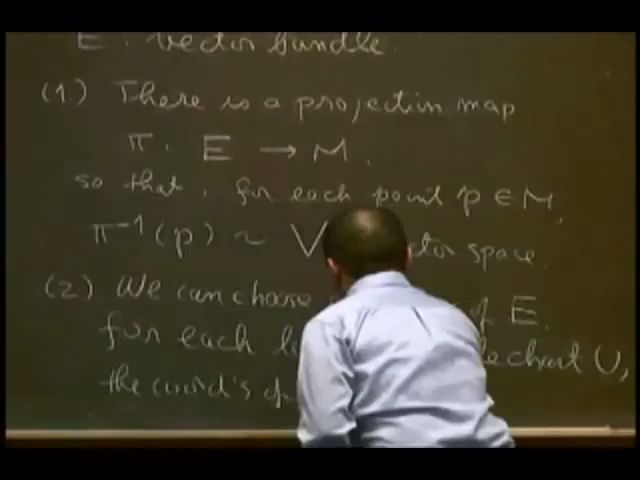 E : vector bundle.
(1.) There is a projection map
π : E → M.
so that, for each point p ∈ M,
π⁻¹(p) ~ V space.
(2) We can choose of E.
for each chart U,
the coord's of